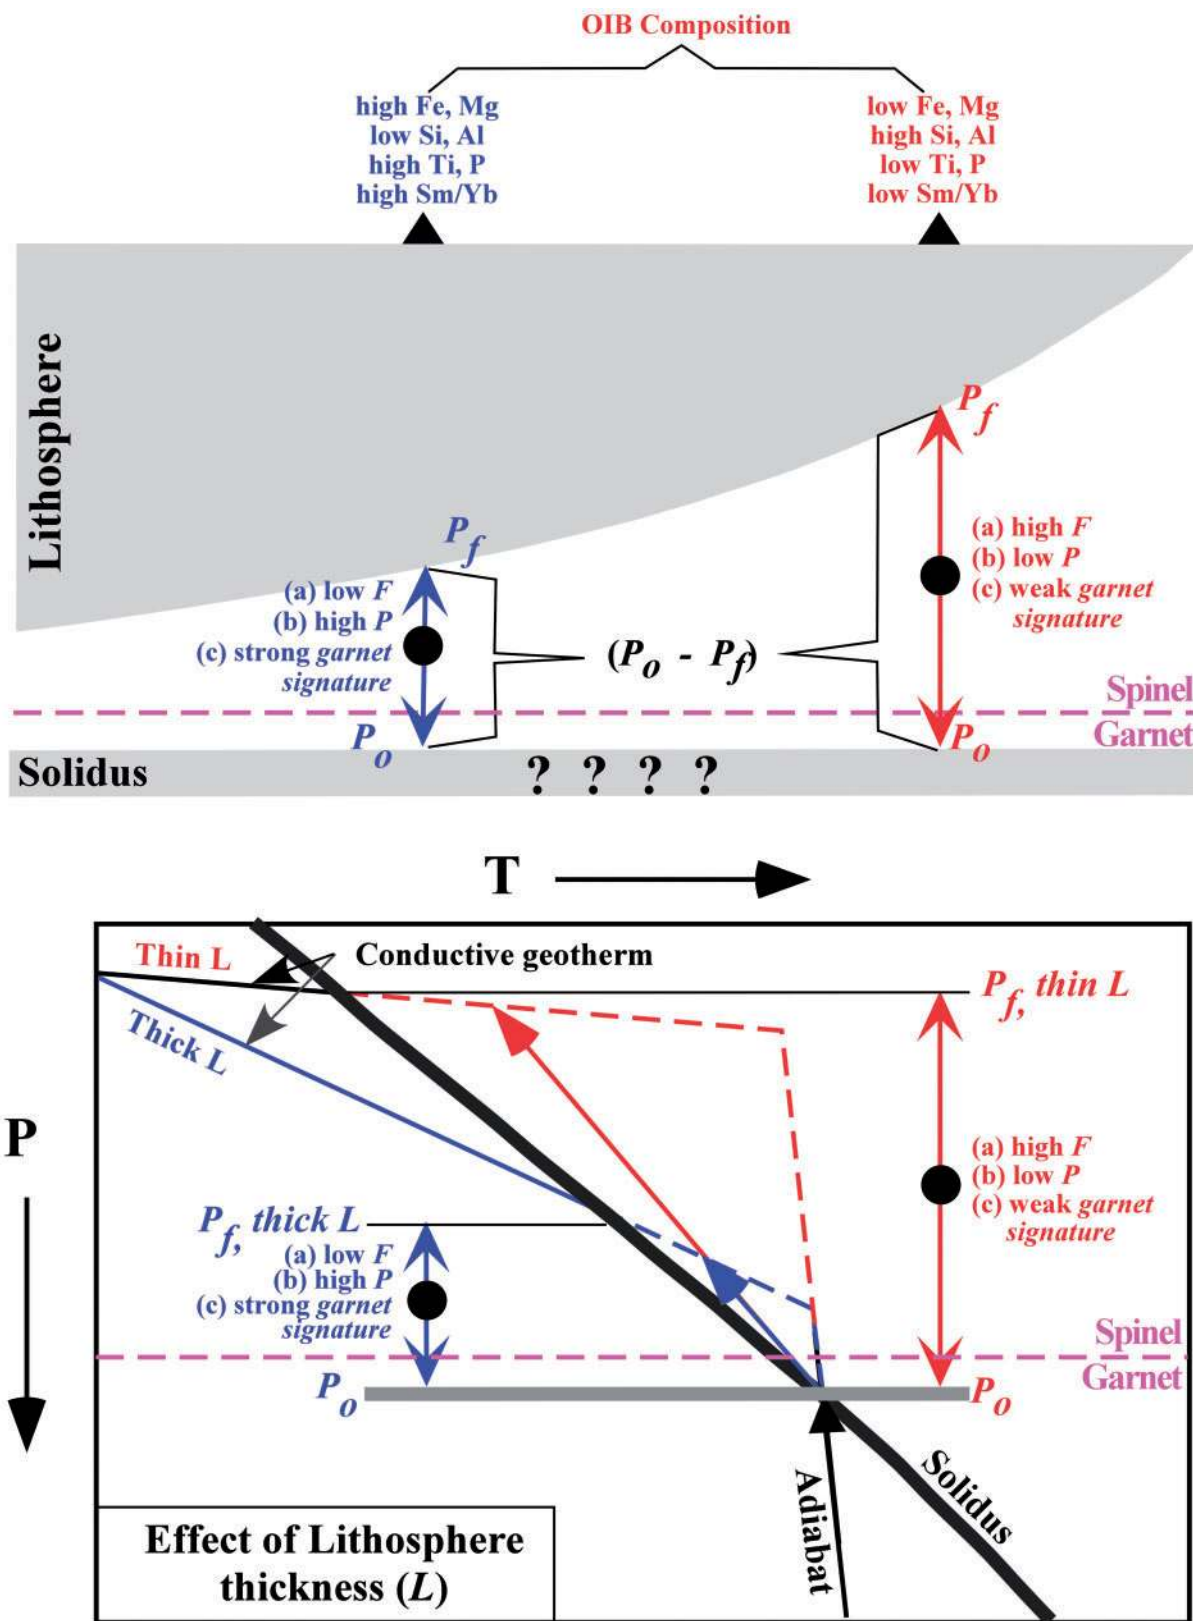 OIB Composition
high Fe, Mg
low Si, Al
high Ti, P
high Sm/Yb
low Fe, Mg
high Si, Al
low Ti, P
low Sm/Yb
Lithosphere
Pf
(a) low F
(b) high P
(c) strong garnet
signature
Po
(Po - Pf)
Pf
(a) high F
(b) low P
(c) weak garnet
signature
Spinel
Garnet
Po
Solidus
? ? ? ?
T
P
Thin L
Conductive geotherm
Thick L
Pf, thin L
(a) high F
(b) low P
(c) weak garnet
signature
Pf, thick L
(a) low F
(b) high P
(c) strong garnet
signature
Spinel
Garnet
Po
Po
Adiabat
Solidus
Effect of Lithosphere
thickness (L)